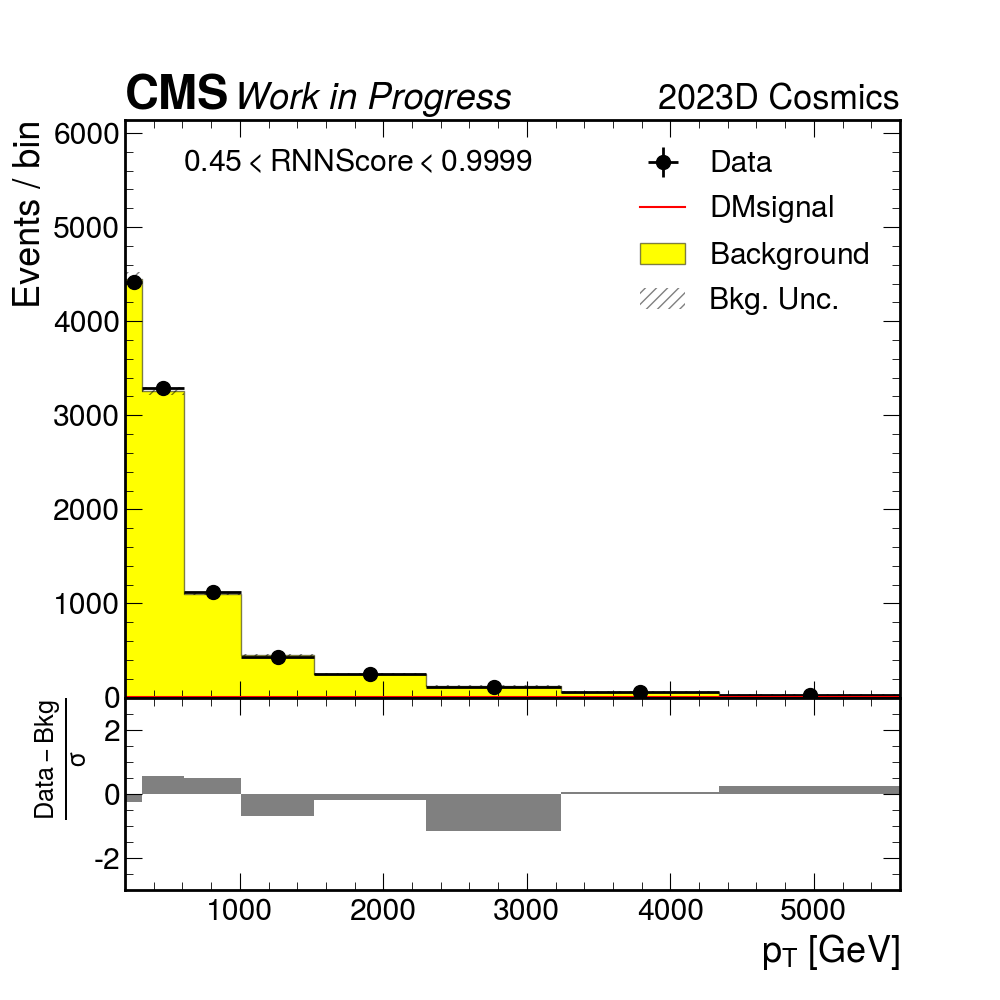 CMS Work in Progress 2023D Cosmics
Events / bin
0.45 < RNNScore < 0.9999
Data
DMsignal
Background
Bkg. Unc.
6000
5000
4000
3000
2000
1000
0
Data – Bkg
σ
2
0
-2
1000 2000 3000 4000 5000
pT [GeV]